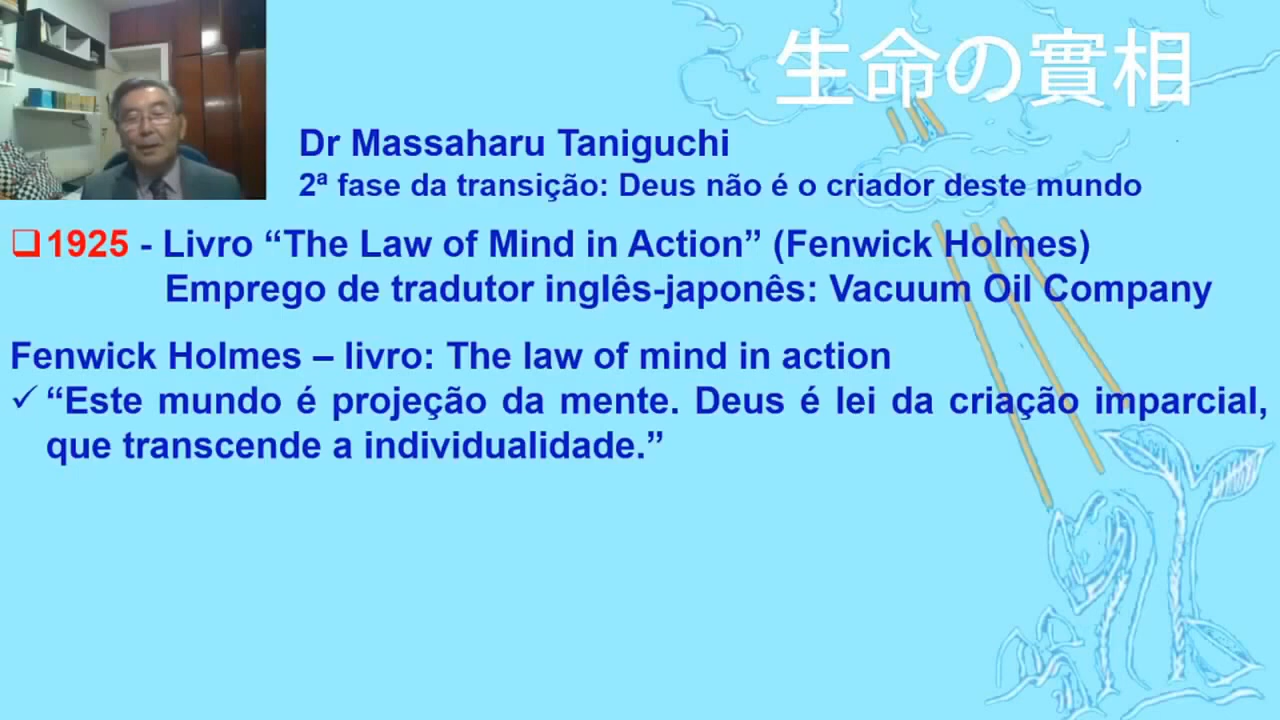 生命の實相
Dr Massaharu Taniguchi
2ª fase da transição: Deus não é o criador deste mundo
1925 - Livro “The Law of Mind in Action” (Fenwick Holmes)
Emprego de tradutor inglês-japonês: Vacuum Oil Company
Fenwick Holmes – livro: The law of mind in action
✓ “Este mundo é projeção da mente. Deus é lei da criação imparcial,
que transcende a individualidade.”